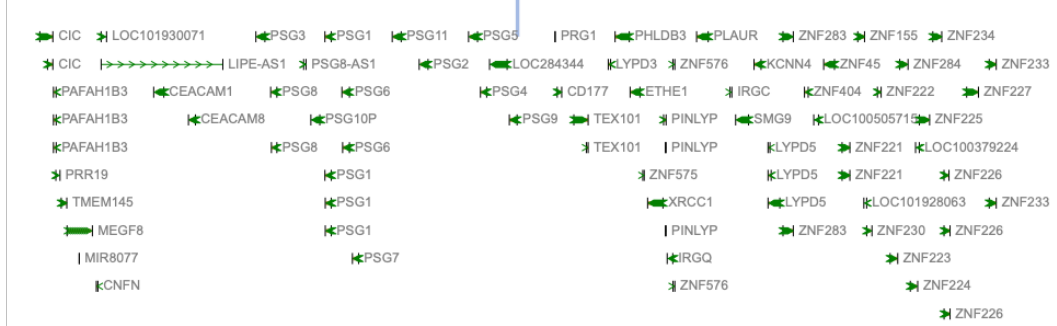 CIC LOC101930071 PSG3 PSG1 PSG11 PSG5 PRG1 PHLDB3 PLAUR ZNF283 ZNF155 ZNF234
CIC LIPE-AS1 PSG8-AS1 PSG2 LOC284344 LYPD3 ZNF576 KCNN4 ZNF45 ZNF284 ZNF233
PAFAH1B3 CEACAM1 PSG8 PSG6 PSG4 CD177 ETHE1 IRGC ZNF404 ZNF222 ZNF227
PAFAH1B3 CEACAM8 PSG10P PSG9 TEX101 PINLYP SMG9 LOC100505715 ZNF225
PAFAH1B3 PSG8 PSG6 TEX101 PINLYP LYPD5 ZNF221 LOC100379224
PRR19 PSG1 ZNF575 LYPD5 ZNF221 ZNF226
TMEM145 PSG1 XRCC1 LYPD5 LOC101928063 ZNF233
MEGF8 PSG1 PINLYP ZNF283 ZNF230 ZNF226
MIR8077 PSG7 IRGQ ZNF223
CNFN ZNF576 ZNF224
ZNF226